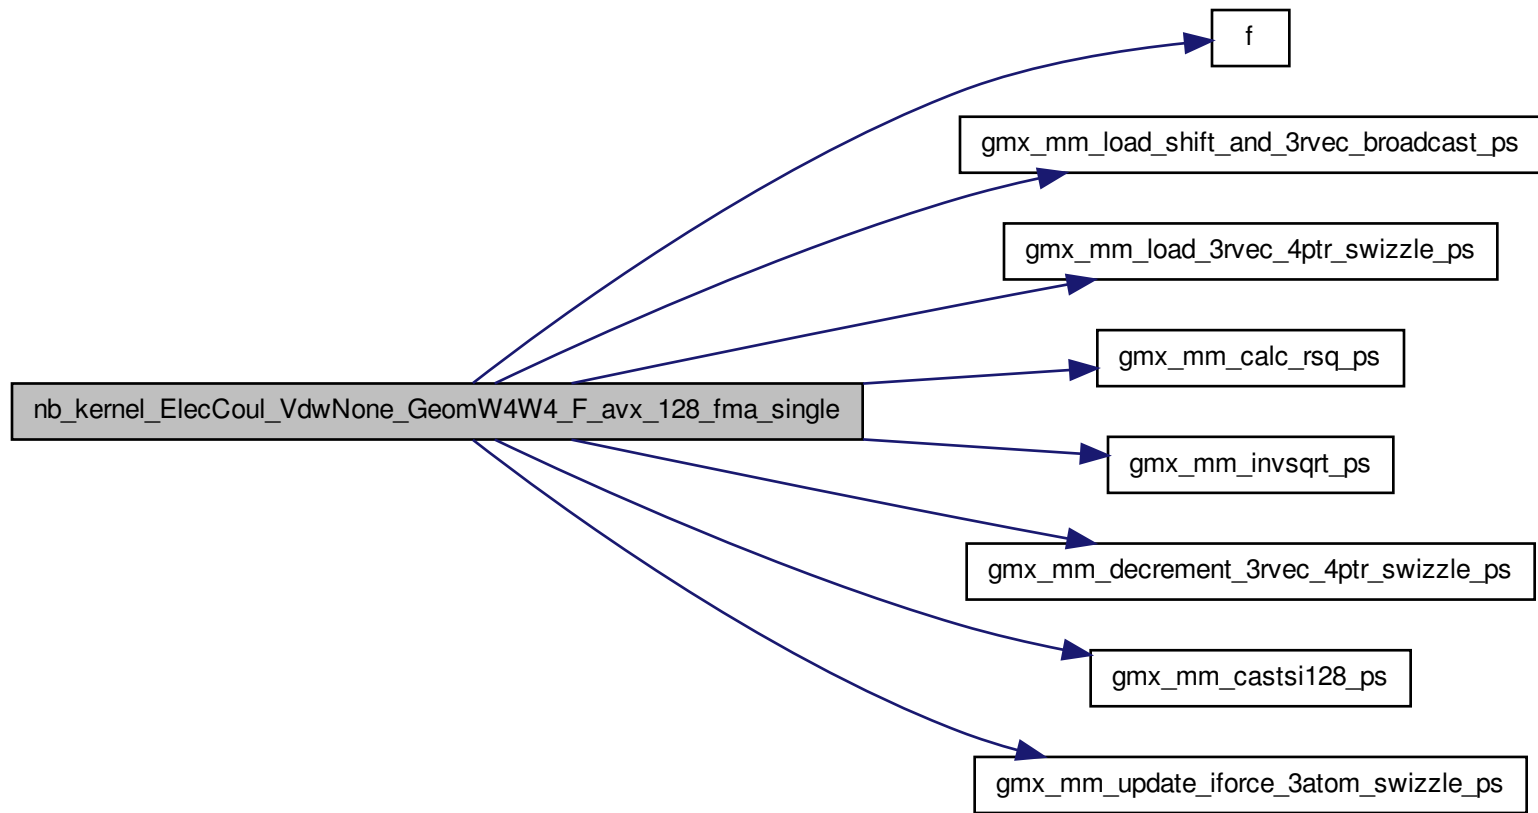 f
gmx_mm_load_shift_and_3rvec_broadcast_ps
gmx_mm_load_3rvec_4ptr_swizzle_ps
gmx_mm_calc_rsq_ps
nb_kernel_ElecCoul_VdwNone_GeomW4W4_F_avx_128_fma_single
gmx_mm_invsqrt_ps
gmx_mm_decrement_3rvec_4ptr_swizzle_ps
gmx_mm_castsi128_ps
gmx_mm_update_iforce_3atom_swizzle_ps